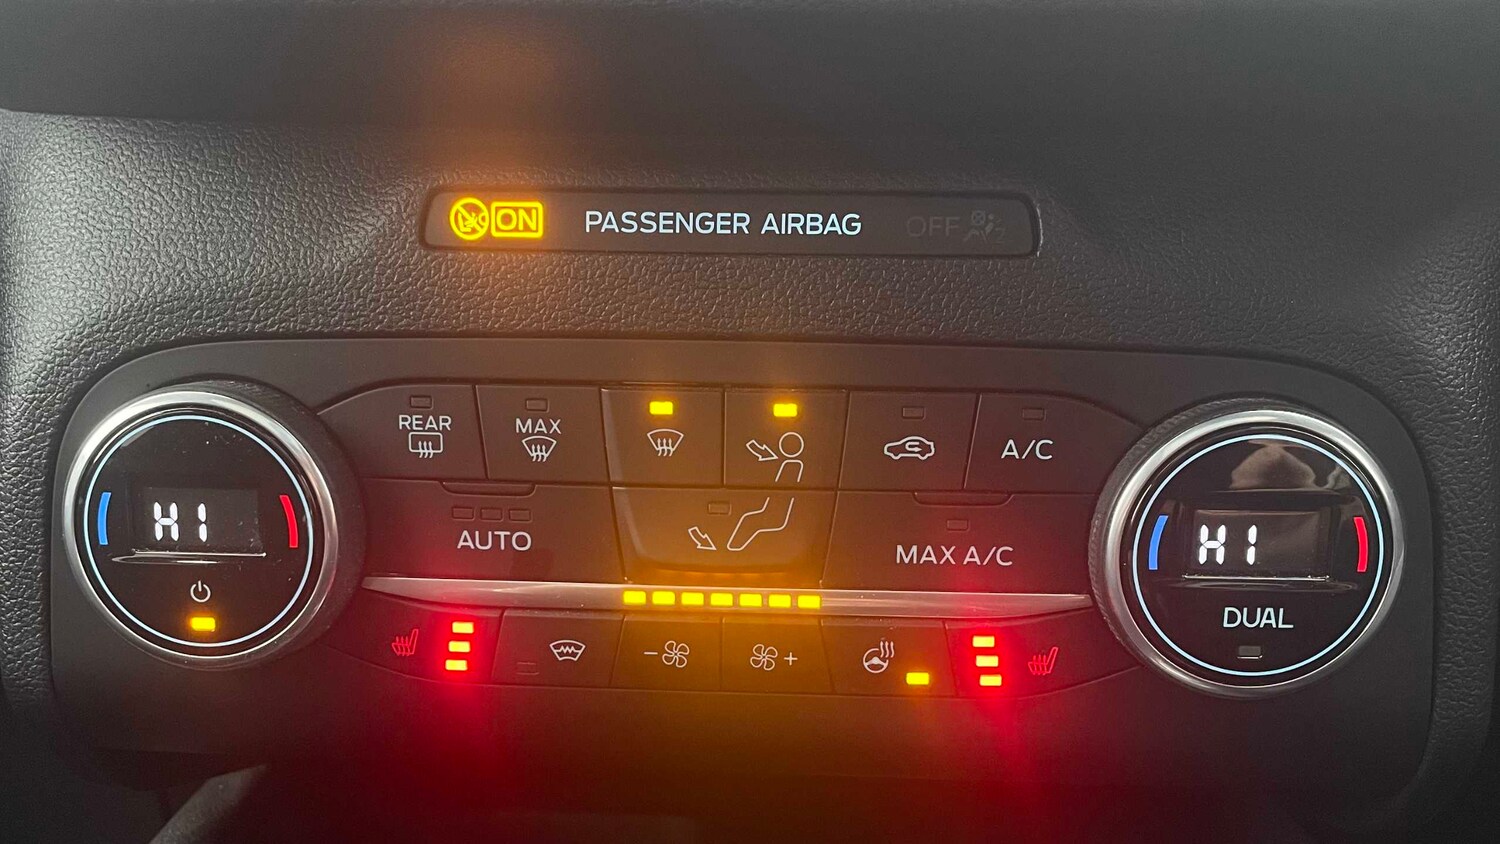 ON PASSENGER AIRBAG OFF
REAR
MAX
A/C
HI
AUTO
MAX A/C
HI
DUAL
- +